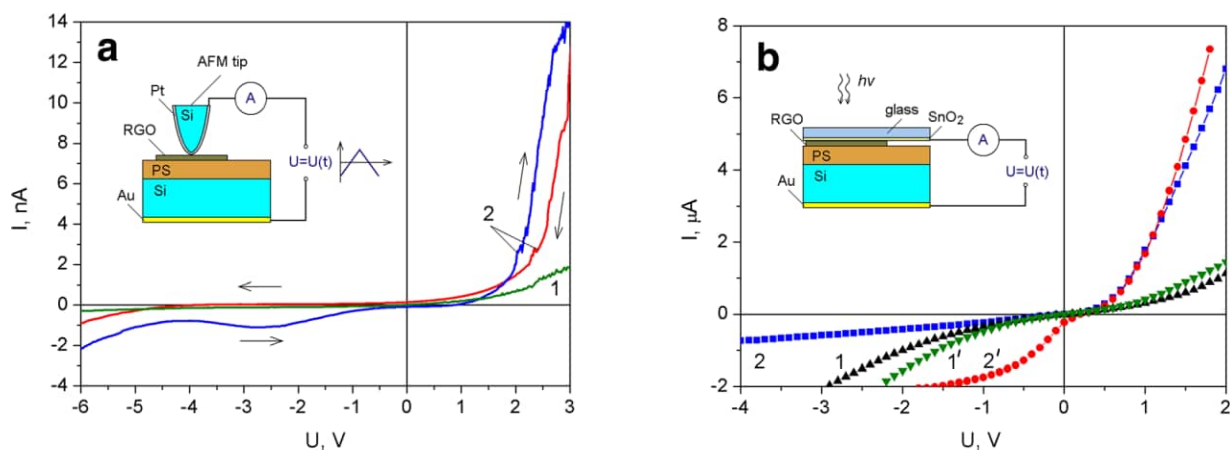 a
AFM tip
Pt
Si
A
RGO
PS
U=U(t)
Si
Au
2
1
I, nA
14
12
10
8
6
4
2
0
-2
-4
-6 -5 -4 -3 -2 -1 0 1 2 3
U, V
b
hν
glass
SnO₂
RGO
A
PS
Si
U=U(t)
Au
2 1 1′ 2′
I, μA
8
6
4
2
0
-2
-4 -3 -2 -1 0 1 2
U, V